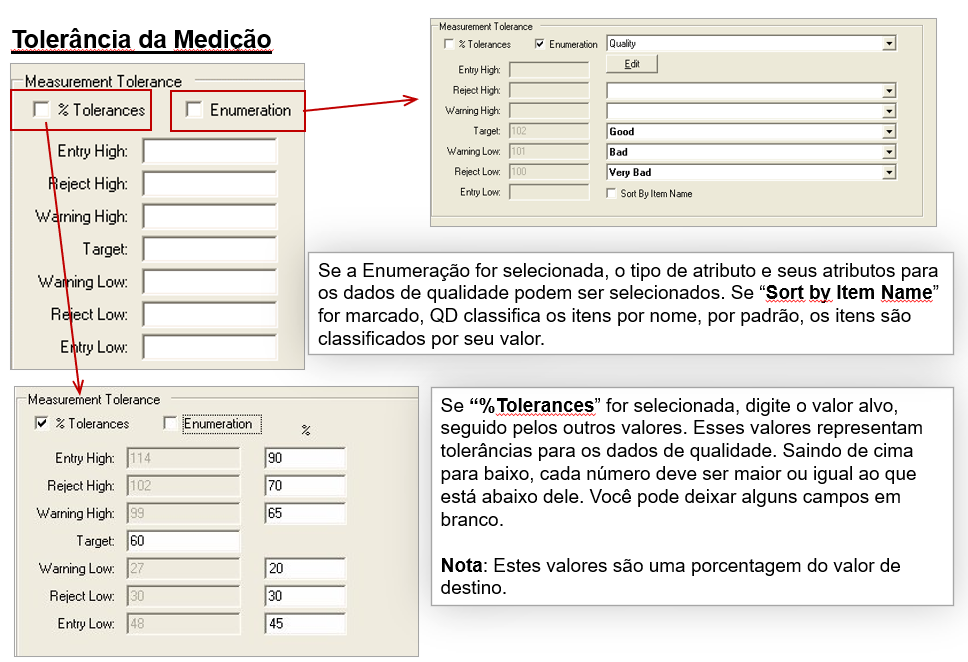 Tolerância da Medição
Measurement Tolerance
% Tolerances
Enumeration
Entry High:
Reject High:
Warning High:
Target:
Warning Low:
Reject Low:
Entry Low:
Measurement Tolerance
% Tolerances
Enumeration
Quality
Edit
Entry High:
Reject High:
Warning High:
Target: 102 Good
Warning Low: 101 Bad
Reject Low: 100 Very Bad
Entry Low:
Sort By Item Name
Se a Enumeração for selecionada, o tipo de atributo e seus atributos para
os dados de qualidade podem ser selecionados. Se “Sort by Item Name”
for marcado, QD classifica os itens por nome, por padrão, os itens são
classificados por seu valor.
Measurement Tolerance
% Tolerances
Enumeration
%
Entry High: 114 90
Reject High: 102 70
Warning High: 99 65
Target: 60
Warning Low: 27 20
Reject Low: 30 30
Entry Low: 48 45
Se “%Tolerances” for selecionada, digite o valor alvo,
seguido pelos outros valores. Esses valores representam
tolerâncias para os dados de qualidade. Saindo de cima
para baixo, cada número deve ser maior ou igual ao que
está abaixo dele. Você pode deixar alguns campos em
branco.
Nota: Estes valores são uma porcentagem do valor de
destino.